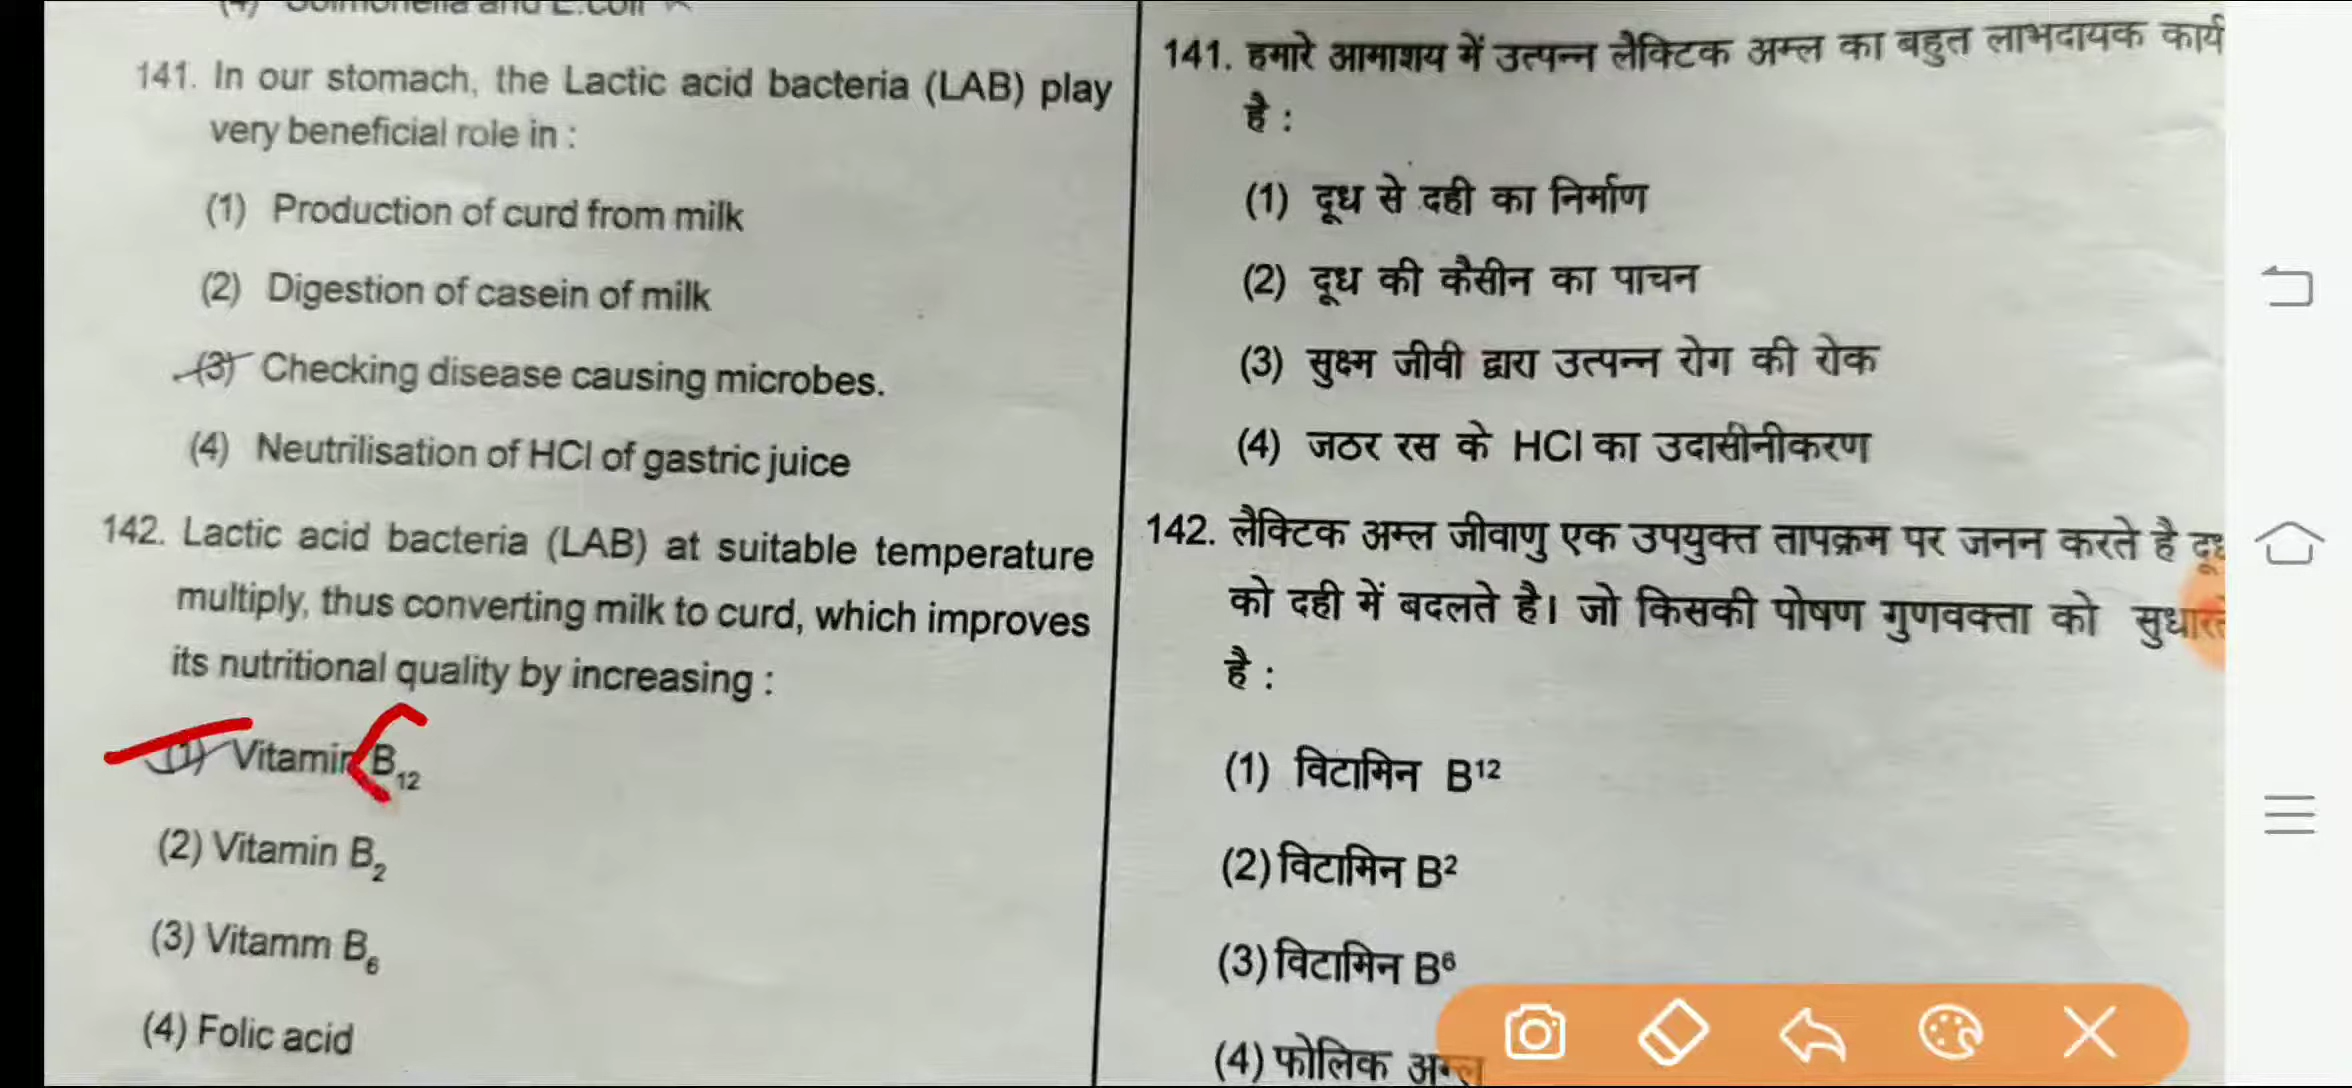 141. In our stomach, the Lactic acid bacteria (LAB) play
very beneficial role in :
(1) Production of curd from milk
(2) Digestion of casein of milk
(3) Checking disease causing microbes.
(4) Neutrilisation of HCl of gastric juice
142. Lactic acid bacteria (LAB) at suitable temperature
multiply, thus converting milk to curd, which improves
its nutritional quality by increasing :
(1) Vitamin B12
(2) Vitamin B2
(3) Vitamm B6
(4) Folic acid
141. हमारे आमाशय में उत्पन्न लैक्टिक अम्ल का बहुत लाभदायक कार्य
है :
(1) दूध से दही का निर्माण
(2) दूध की कैसीन का पाचन
(3) सुक्ष्म जीवी द्वारा उत्पन्न रोग की रोक
(4) जठर रस के HCl का उदासीनीकरण
142. लैक्टिक अम्ल जीवाणु एक उपयुक्त तापक्रम पर जनन करते है दूध
को दही में बदलते है। जो किसकी पोषण गुणवक्ता को
है :
(1) विटामिन B12
(2) विटामिन B2
(3) विटामिन B6
(4) फोलिक अम्ल